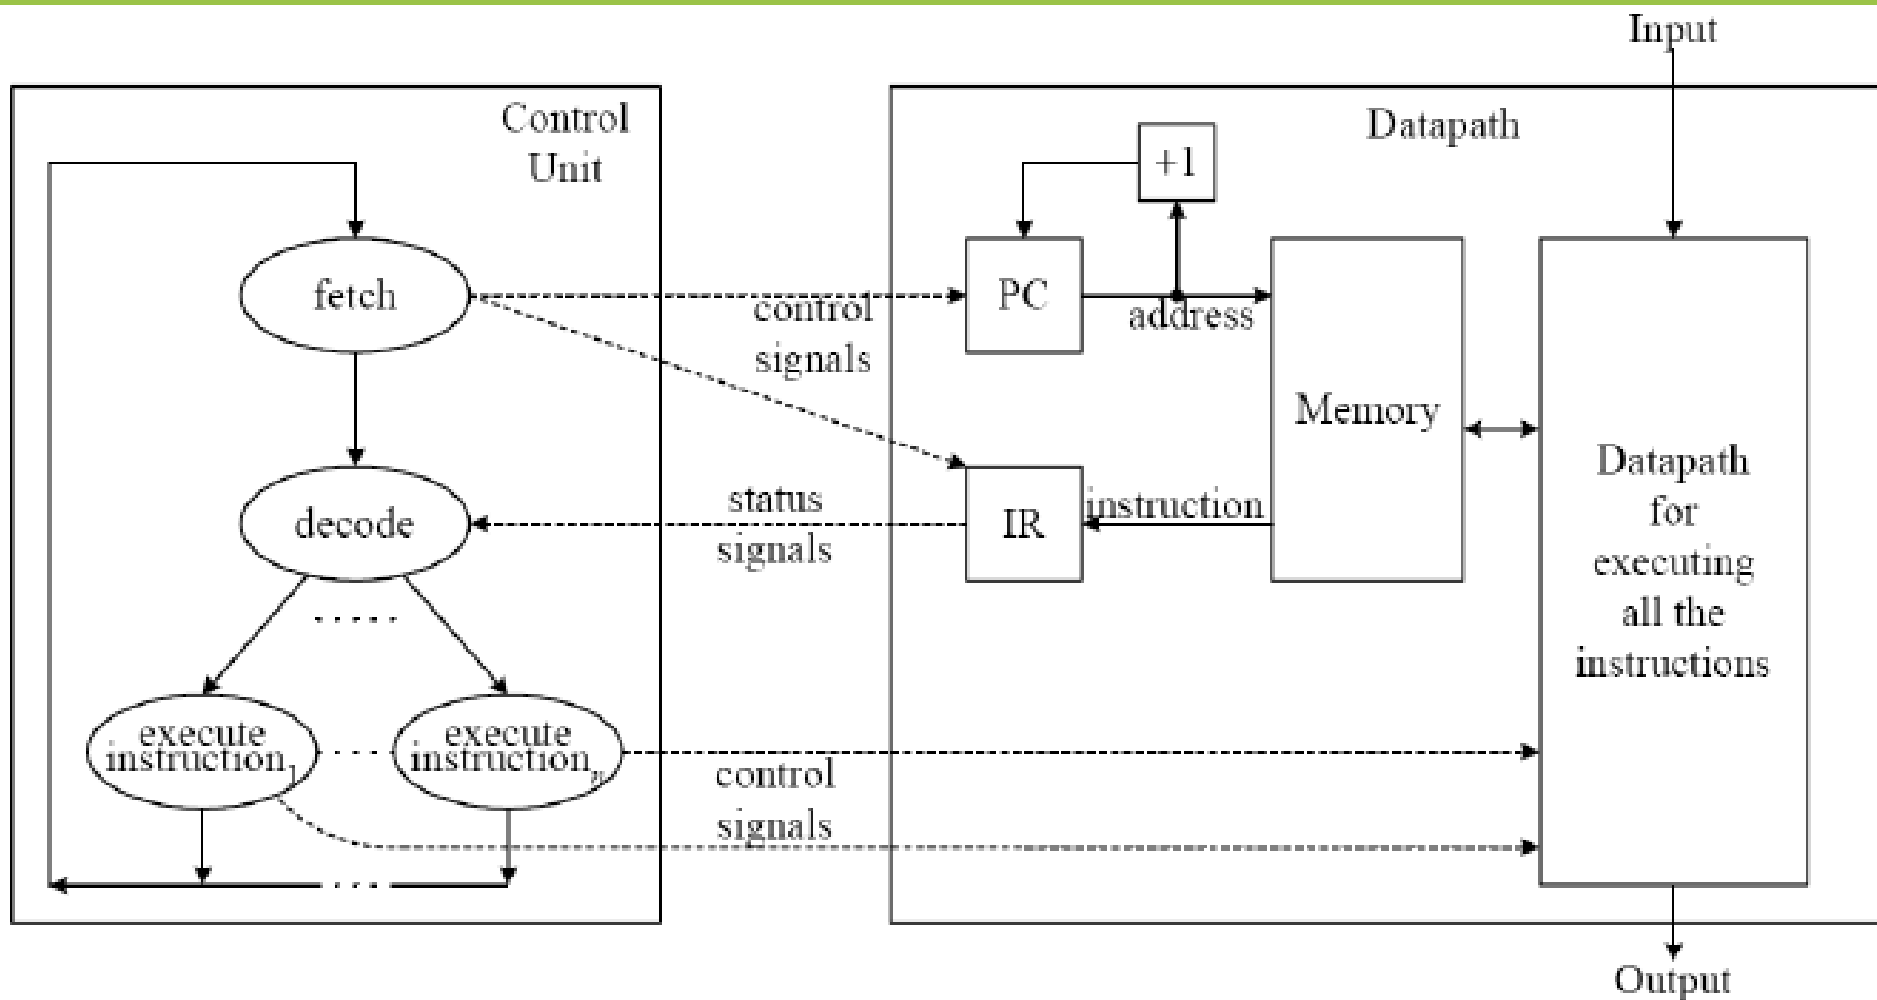 Input
Control
Unit
Datapath
+1
fetch
control
signals
PC
address
Memory
decode
status
signals
IR
instruction
Datapath
for
executing
all the
instructions
.....
execute
instruction1
....
execute
instructionn
control
signals
....
Output